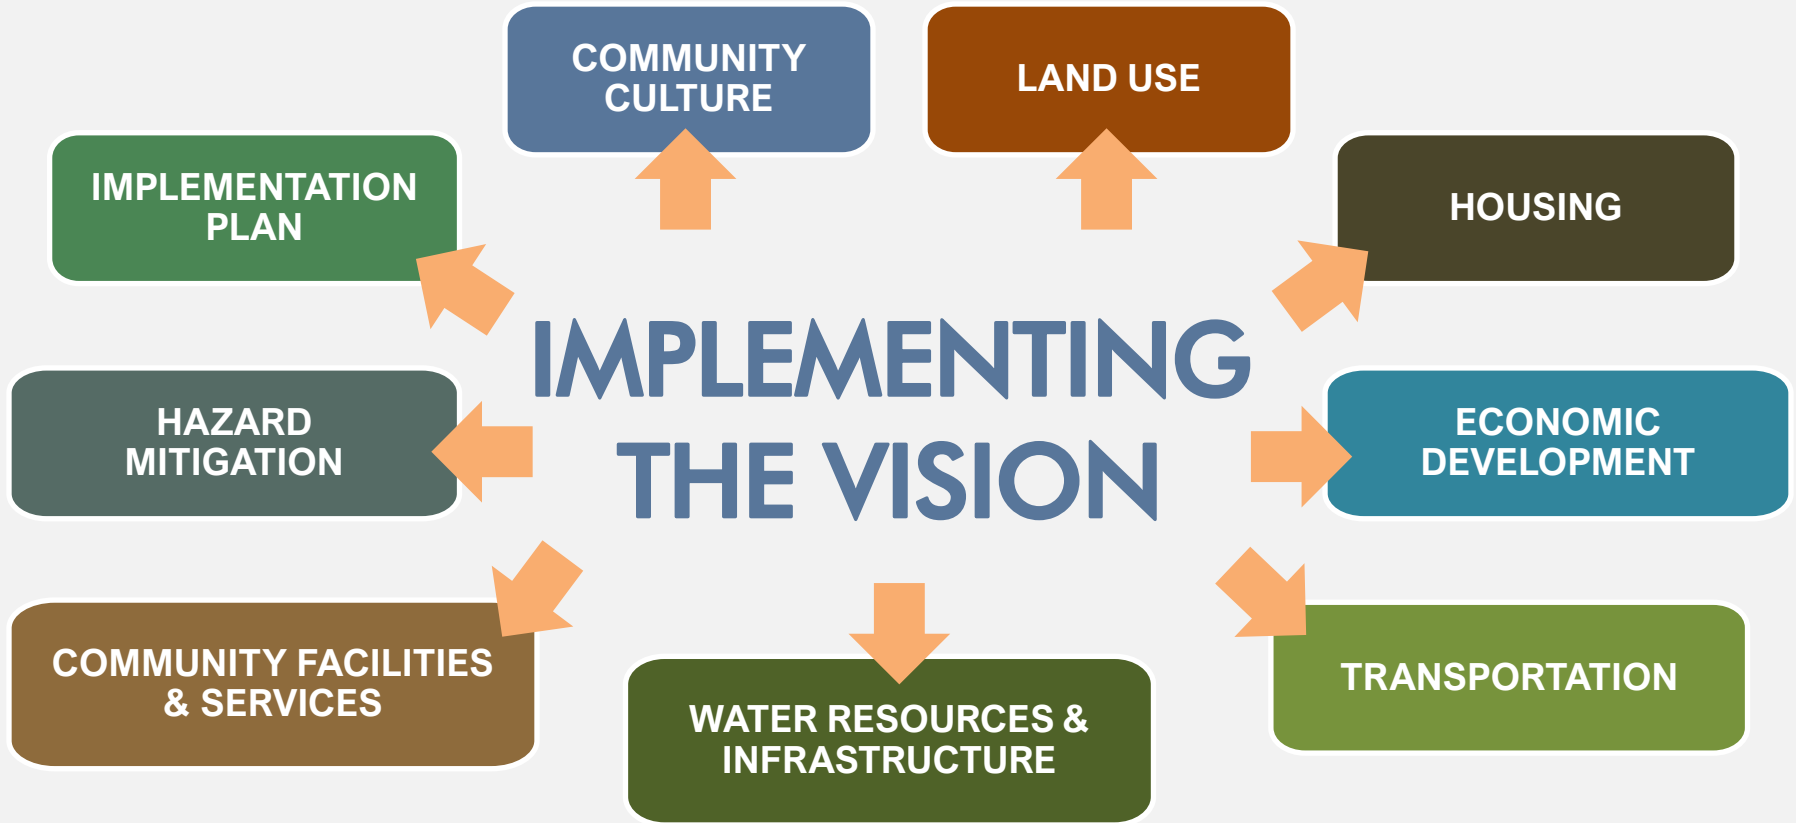 COMMUNITY
CULTURE
LAND USE
IMPLEMENTATION
PLAN
HOUSING
IMPLEMENTING
THE VISION
HAZARD
MITIGATION
ECONOMIC
DEVELOPMENT
COMMUNITY FACILITIES
& SERVICES
WATER RESOURCES &
INFRASTRUCTURE
TRANSPORTATION